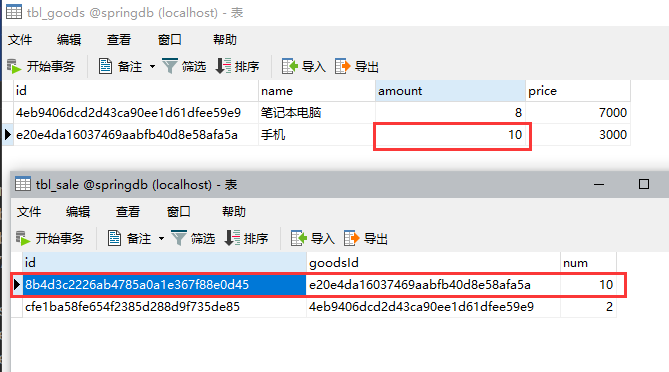 tbl_goods @springdb (localhost) - 表
文件 编辑 查看 窗口 帮助
开始事务 备注 筛选 排序 导入 导出
id name amount price
4eb9406dcd2d43ca90ee1d61dfee59e9 笔记本电脑 8 7000
e20e4da16037469aabfb40d8e58afa5a 手机 10 3000
tbl_sale @springdb (localhost) - 表
文件 编辑 查看 窗口 帮助
开始事务 备注 筛选 排序 导入 导出
id goodsId num
8b4d3c2226ab4785a0a1e367f88e0d45 e20e4da16037469aabfb40d8e58afa5a 10
cfe1ba58fe654f2385d288d9f735de85 4eb9406dcd2d43ca90ee1d61dfee59e9 2